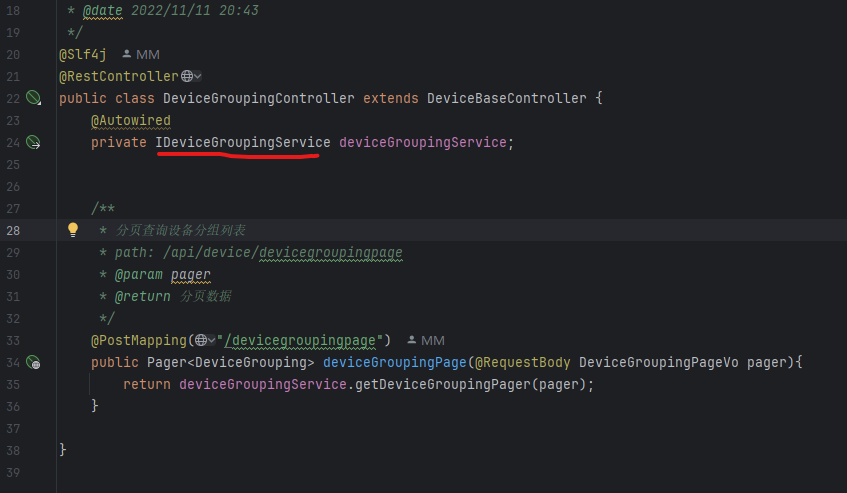 18 * @date 2022/11/11 20:43
19 */
20 @Slf4j MM
21 @RestController
22 public class DeviceGroupingController extends DeviceBaseController {
23 @Autowired
24 private IDeviceGroupingService deviceGroupingService;
25
26
27 /**
28 * 分页查询设备分组列表
29 * path: /api/device/devicegroupingpage
30 * @param pager
31 * @return 分页数据
32 */
33 @PostMapping("/devicegroupingpage") MM
34 public Pager<DeviceGrouping> deviceGroupingPage(@RequestBody DeviceGroupingPageVo pager){
35 return deviceGroupingService.getDeviceGroupingPager(pager);
36 }
37
38 }
39